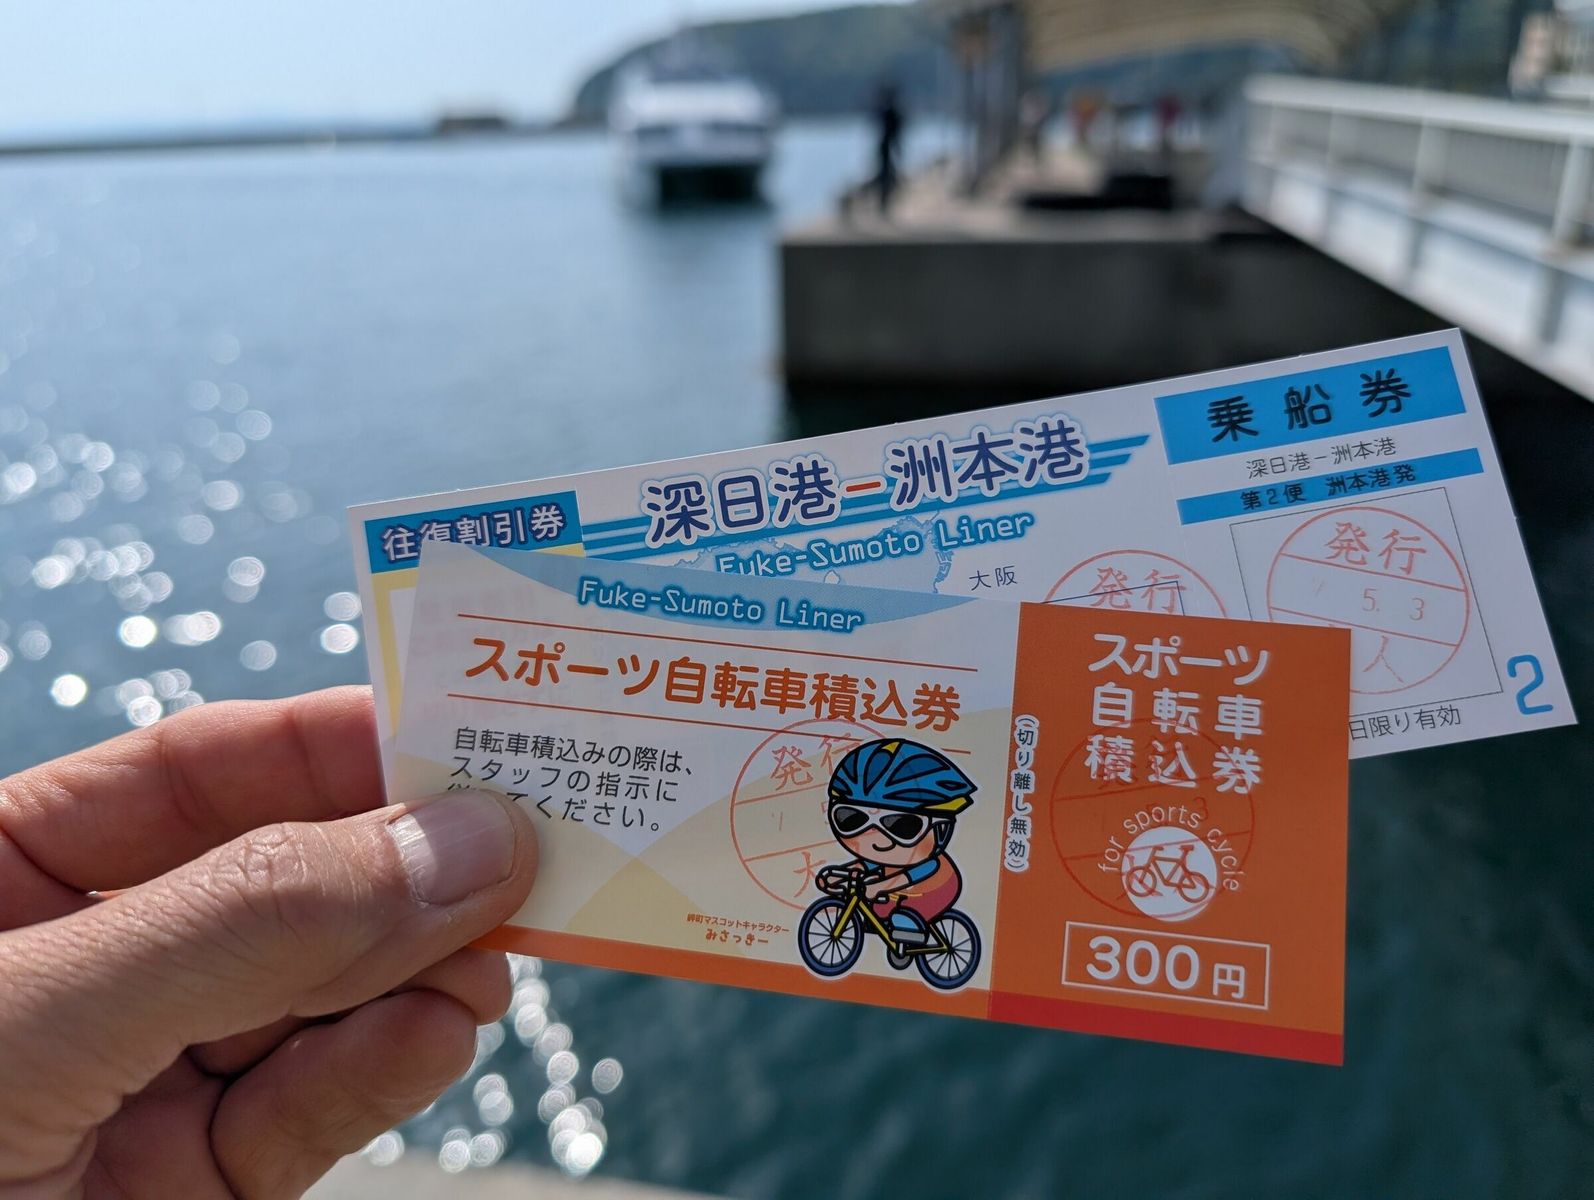 往復割引券
深日港－洲本港
Fuke-Sumoto Liner
大阪
発行
乗船券
深日港－洲本港
第2便 洲本港発
発行
5. 3
人
2
日限り有効
Fuke-Sumoto Liner
スポーツ自転車積込券
自転車積込みの際は、
スタッフの指示に
てください。
発行
大
岬町マスコットキャラクター
みさっきー
(切り離し無効)
スポーツ
自転車
積込券
for sports cycle
300円